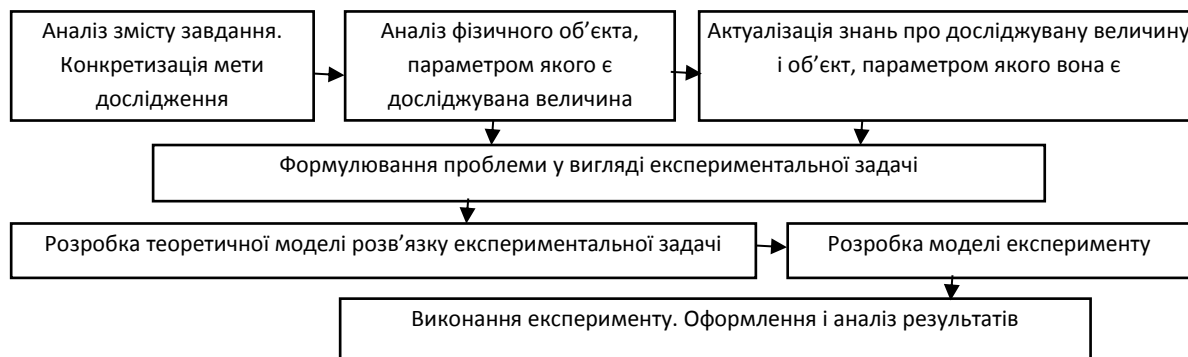 Аналіз змісту завдання.
Конкретизація мети
дослідження
Аналіз фізичного об’єкта,
параметром якого є
досліджувана величина
Актуалізація знань про досліджувану величину
і об’єкт, параметром якого вона є
Формулювання проблеми у вигляді експериментальної задачі
Розробка теоретичної моделі розв’язку експериментальної задачі
Розробка моделі експерименту
Виконання експерименту. Оформлення і аналіз результатів